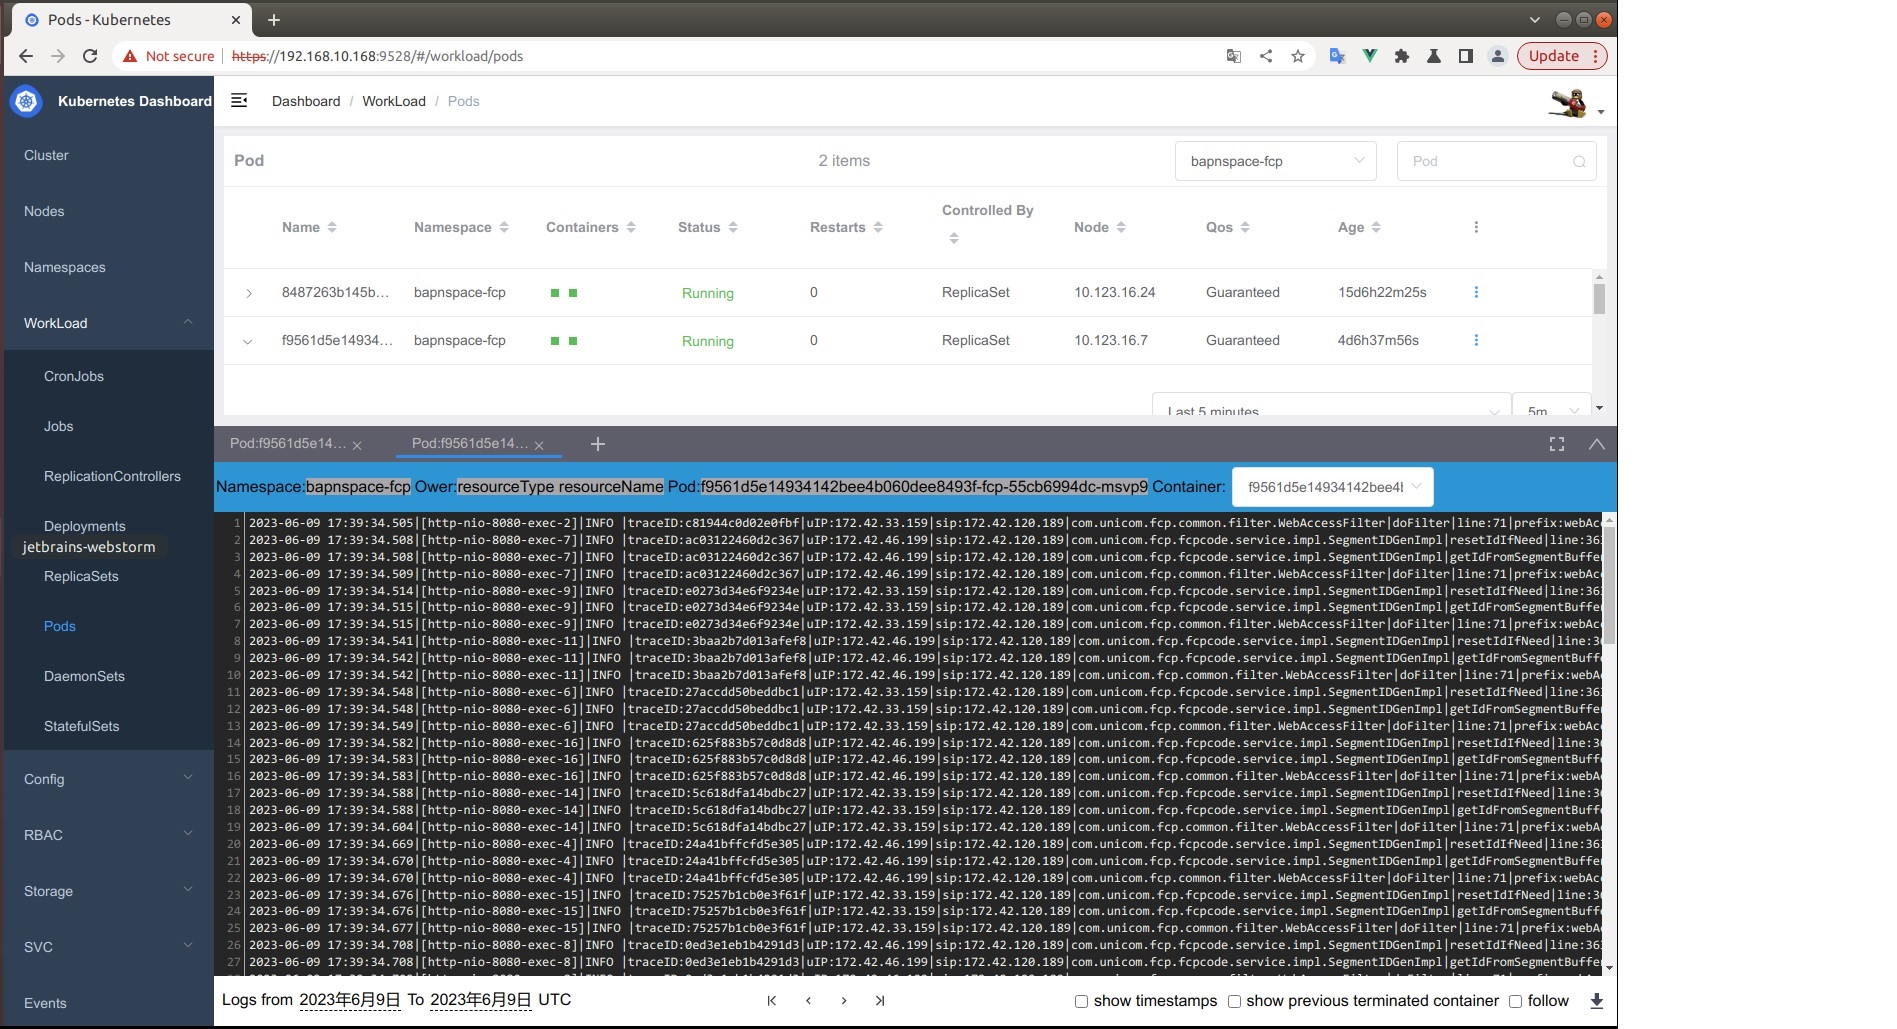 Pods - Kubernetes
Not secure https://192.168.10.168:9528/#/workload/pods Update
Kubernetes Dashboard
Dashboard / WorkLoad / Pods
Cluster
Nodes
Namespaces
WorkLoad
CronJobs
Jobs
ReplicationControllers
Deployments
jetbrains-webstorm
ReplicaSets
Pods
DaemonSets
StatefulSets
Config
RBAC
Storage
SVC
Events
Pod 2 items bapnspace-fcp Pod
Name Namespace Containers Status Restarts Controlled By Node Qos Age
8487263b145b... bapnspace-fcp Running 0 ReplicaSet 10.123.16.24 Guaranteed 15d6h22m25s
f9561d5e14934... bapnspace-fcp Running 0 ReplicaSet 10.123.16.7 Guaranteed 4d6h37m56s
Last 5 minutes 5m
Pod:f9561d5e14... Pod:f9561d5e14...
Namespace:bapnspace-fcp Ower:resourceType resourceName Pod:f9561d5e14934142bee4b060dee8493f-fcp-55cb6994dc-msvp9 Container: f9561d5e14934142bee4
1 2023-06-09 17:39:34.505|[http-nio-8080-exec-2]|INFO |traceID:c81944c0d02e0fbf|uIP:172.42.33.159|sip:172.42.120.189|com.unicom.fcp.common.filter.WebAccessFilter|doFilter|line:71|prefix:webAc
2 2023-06-09 17:39:34.508|[http-nio-8080-exec-7]|INFO |traceID:ac03122460d2c367|uIP:172.42.46.199|sip:172.42.120.189|com.unicom.fcp.fcpcode.service.impl.SegmentIDGenImpl|resetIdIfNeed|line:36
3 2023-06-09 17:39:34.508|[http-nio-8080-exec-7]|INFO |traceID:ac03122460d2c367|uIP:172.42.46.199|sip:172.42.120.189|com.unicom.fcp.fcpcode.service.impl.SegmentIDGenImpl|getIdFromSegmentBuffe
4 2023-06-09 17:39:34.509|[http-nio-8080-exec-7]|INFO |traceID:ac03122460d2c367|uIP:172.42.46.199|sip:172.42.120.189|com.unicom.fcp.common.filter.WebAccessFilter|doFilter|line:71|prefix:webAc
5 2023-06-09 17:39:34.514|[http-nio-8080-exec-9]|INFO |traceID:e0273d34e6f9234e|uIP:172.42.33.159|sip:172.42.120.189|com.unicom.fcp.fcpcode.service.impl.SegmentIDGenImpl|resetIdIfNeed|line:36
6 2023-06-09 17:39:34.515|[http-nio-8080-exec-9]|INFO |traceID:e0273d34e6f9234e|uIP:172.42.33.159|sip:172.42.120.189|com.unicom.fcp.fcpcode.service.impl.SegmentIDGenImpl|getIdFromSegmentBuffe
7 2023-06-09 17:39:34.515|[http-nio-8080-exec-9]|INFO |traceID:e0273d34e6f9234e|uIP:172.42.33.159|sip:172.42.120.189|com.unicom.fcp.common.filter.WebAccessFilter|doFilter|line:71|prefix:webAc
8 2023-06-09 17:39:34.541|[http-nio-8080-exec-11]|INFO |traceID:3baa2b7d013afef8|uIP:172.42.46.199|sip:172.42.120.189|com.unicom.fcp.fcpcode.service.impl.SegmentIDGenImpl|resetIdIfNeed|line:3
9 2023-06-09 17:39:34.542|[http-nio-8080-exec-11]|INFO |traceID:3baa2b7d013afef8|uIP:172.42.46.199|sip:172.42.120.189|com.unicom.fcp.fcpcode.service.impl.SegmentIDGenImpl|getIdFromSegmentBuff
10 2023-06-09 17:39:34.542|[http-nio-8080-exec-11]|INFO |traceID:3baa2b7d013afef8|uIP:172.42.46.199|sip:172.42.120.189|com.unicom.fcp.common.filter.WebAccessFilter|doFilter|line:71|prefix:webA
11 2023-06-09 17:39:34.548|[http-nio-8080-exec-6]|INFO |traceID:27accdd50beddbc1|uIP:172.42.33.159|sip:172.42.120.189|com.unicom.fcp.fcpcode.service.impl.SegmentIDGenImpl|resetIdIfNeed|line:36
12 2023-06-09 17:39:34.548|[http-nio-8080-exec-6]|INFO |traceID:27accdd50beddbc1|uIP:172.42.33.159|sip:172.42.120.189|com.unicom.fcp.fcpcode.service.impl.SegmentIDGenImpl|getIdFromSegmentBuffe
13 2023-06-09 17:39:34.549|[http-nio-8080-exec-6]|INFO |traceID:27accdd50beddbc1|uIP:172.42.33.159|sip:172.42.120.189|com.unicom.fcp.common.filter.WebAccessFilter|doFilter|line:71|prefix:webAc
14 2023-06-09 17:39:34.582|[http-nio-8080-exec-16]|INFO |traceID:625f883b57c0d8d8|uIP:172.42.46.199|sip:172.42.120.189|com.unicom.fcp.fcpcode.service.impl.SegmentIDGenImpl|resetIdIfNeed|line:3
15 2023-06-09 17:39:34.583|[http-nio-8080-exec-16]|INFO |traceID:625f883b57c0d8d8|uIP:172.42.46.199|sip:172.42.120.189|com.unicom.fcp.fcpcode.service.impl.SegmentIDGenImpl|getIdFromSegmentBuff
16 2023-06-09 17:39:34.583|[http-nio-8080-exec-16]|INFO |traceID:625f883b57c0d8d8|uIP:172.42.46.199|sip:172.42.120.189|com.unicom.fcp.common.filter.WebAccessFilter|doFilter|line:71|prefix:webA
17 2023-06-09 17:39:34.588|[http-nio-8080-exec-14]|INFO |traceID:5c618dfa14bdbc27|uIP:172.42.33.159|sip:172.42.120.189|com.unicom.fcp.fcpcode.service.impl.SegmentIDGenImpl|resetIdIfNeed|line:3
18 2023-06-09 17:39:34.588|[http-nio-8080-exec-14]|INFO |traceID:5c618dfa14bdbc27|uIP:172.42.33.159|sip:172.42.120.189|com.unicom.fcp.fcpcode.service.impl.SegmentIDGenImpl|getIdFromSegmentBuff
19 2023-06-09 17:39:34.604|[http-nio-8080-exec-14]|INFO |traceID:5c618dfa14bdbc27|uIP:172.42.33.159|sip:172.42.120.189|com.unicom.fcp.common.filter.WebAccessFilter|doFilter|line:71|prefix:webA
20 2023-06-09 17:39:34.669|[http-nio-8080-exec-4]|INFO |traceID:24a41bffcfd5e305|uIP:172.42.46.199|sip:172.42.120.189|com.unicom.fcp.fcpcode.service.impl.SegmentIDGenImpl|resetIdIfNeed|line:36
21 2023-06-09 17:39:34.670|[http-nio-8080-exec-4]|INFO |traceID:24a41bffcfd5e305|uIP:172.42.46.199|sip:172.42.120.189|com.unicom.fcp.fcpcode.service.impl.SegmentIDGenImpl|getIdFromSegmentBuffe
22 2023-06-09 17:39:34.670|[http-nio-8080-exec-4]|INFO |traceID:24a41bffcfd5e305|uIP:172.42.46.199|sip:172.42.120.189|com.unicom.fcp.common.filter.WebAccessFilter|doFilter|line:71|prefix:webAc
23 2023-06-09 17:39:34.676|[http-nio-8080-exec-15]|INFO |traceID:75257b1cb0e3f61f|uIP:172.42.33.159|sip:172.42.120.189|com.unicom.fcp.fcpcode.service.impl.SegmentIDGenImpl|resetIdIfNeed|line:3
24 2023-06-09 17:39:34.676|[http-nio-8080-exec-15]|INFO |traceID:75257b1cb0e3f61f|uIP:172.42.33.159|sip:172.42.120.189|com.unicom.fcp.fcpcode.service.impl.SegmentIDGenImpl|getIdFromSegmentBuff
25 2023-06-09 17:39:34.677|[http-nio-8080-exec-15]|INFO |traceID:75257b1cb0e3f61f|uIP:172.42.33.159|sip:172.42.120.189|com.unicom.fcp.common.filter.WebAccessFilter|doFilter|line:71|prefix:webA
26 2023-06-09 17:39:34.708|[http-nio-8080-exec-8]|INFO |traceID:0ed3e1eb1b4291d3|uIP:172.42.46.199|sip:172.42.120.189|com.unicom.fcp.fcpcode.service.impl.SegmentIDGenImpl|resetIdIfNeed|line:36
27 2023-06-09 17:39:34.708|[http-nio-8080-exec-8]|INFO |traceID:0ed3e1eb1b4291d3|uIP:172.42.46.199|sip:172.42.120.189|com.unicom.fcp.fcpcode.service.impl.SegmentIDGenImpl|getIdFromSegmentBuffe
Logs from 2023年6月9日 To 2023年6月9日 UTC show timestamps show previous terminated container follow